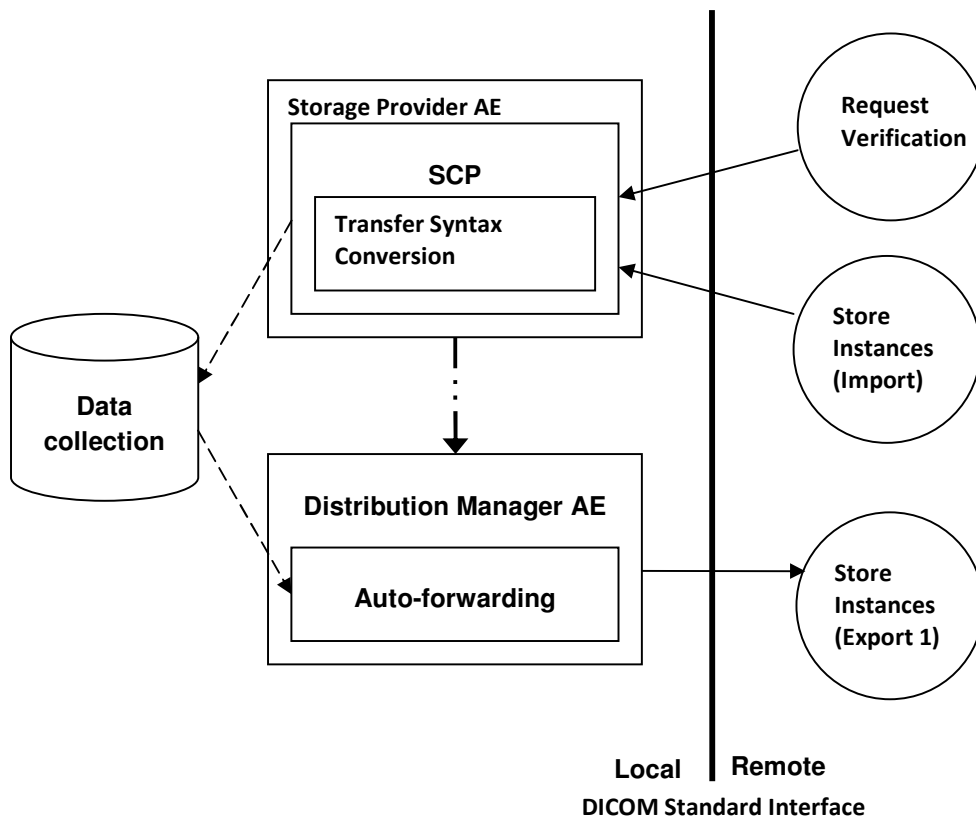 Storage Provider AE
SCP
Transfer Syntax
Conversion
Request
Verification
Store
Instances
(Import)
Data
collection
Distribution Manager AE
Auto-forwarding
Store
Instances
(Export 1)
Local
Remote
DICOM Standard Interface